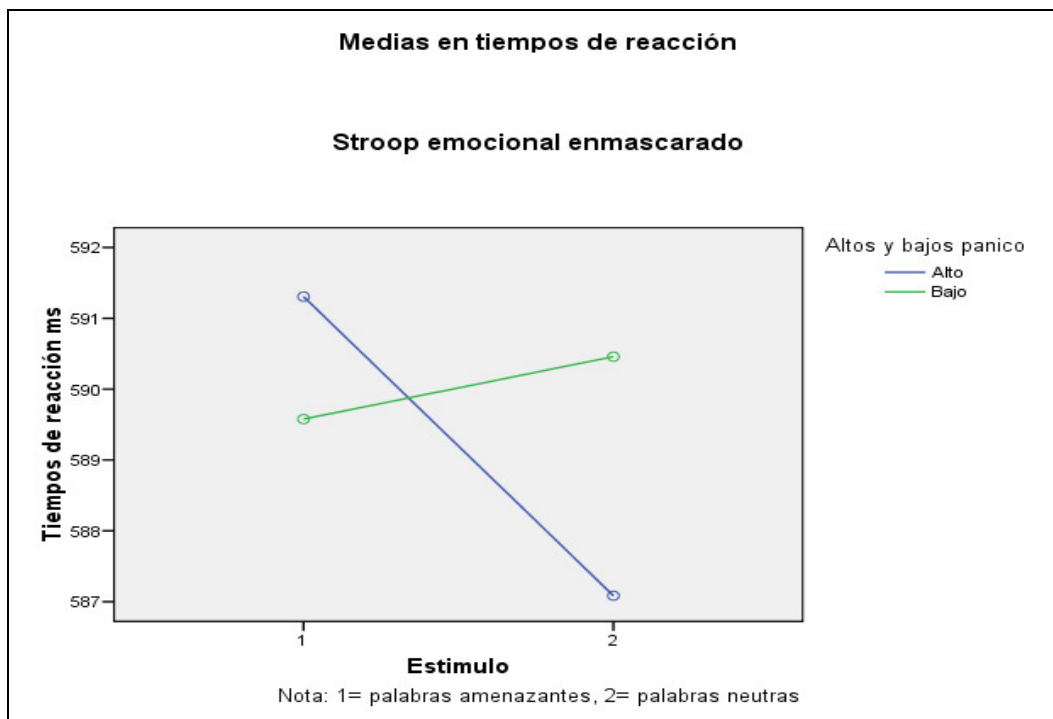 Medias en tiempos de reacción
Stroop emocional enmascarado
Tiempos de reacción ms
592
591
590
589
588
587
1
2
Estimulo
Nota: 1= palabras amenazantes, 2= palabras neutras
Altos y bajos panico
Alto
Bajo